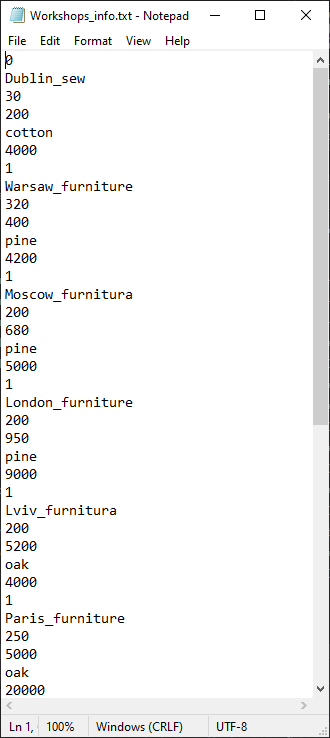 Workshops_info.txt - Notepad
File Edit Format View Help
0
Dublin_sew
30
200
cotton
4000
1
Warsaw_furniture
320
400
pine
4200
1
Moscow_furnitura
200
680
pine
5000
1
London_furniture
200
950
pine
9000
1
Lviv_furnitura
200
5200
oak
4000
1
Paris_furniture
250
5000
oak
20000
Ln 1, 100% Windows (CRLF) UTF-8